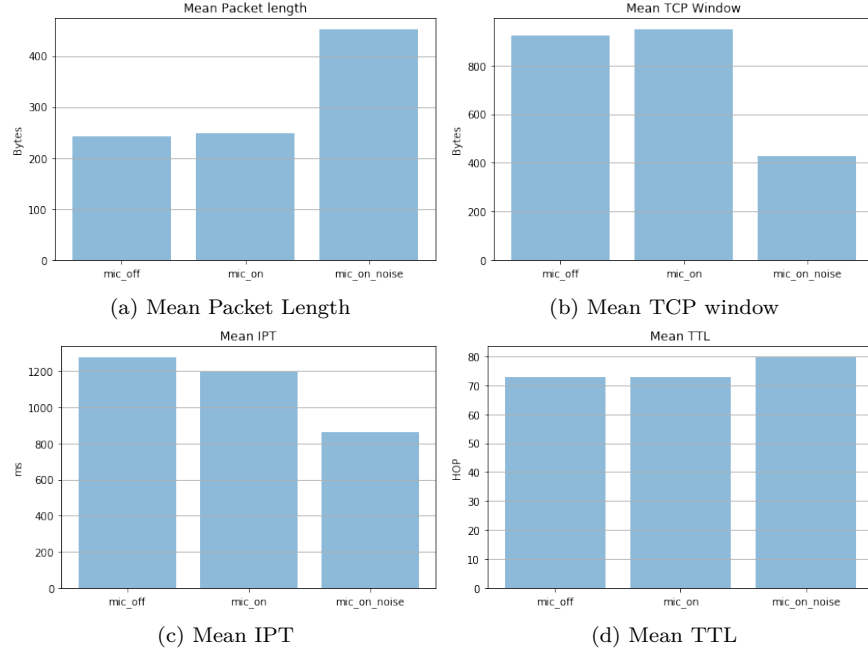 Mean Packet length
Bytes
400
300
200
100
0
mic_off mic_on mic_on_noise
(a) Mean Packet Length
Mean TCP Window
Bytes
800
600
400
200
0
mic_off mic_on mic_on_noise
(b) Mean TCP window
Mean IPT
ms
1200
1000
800
600
400
200
0
mic_off mic_on mic_on_noise
(c) Mean IPT
Mean TTL
HOP
80
70
60
50
40
30
20
10
0
mic_off mic_on mic_on_noise
(d) Mean TTL